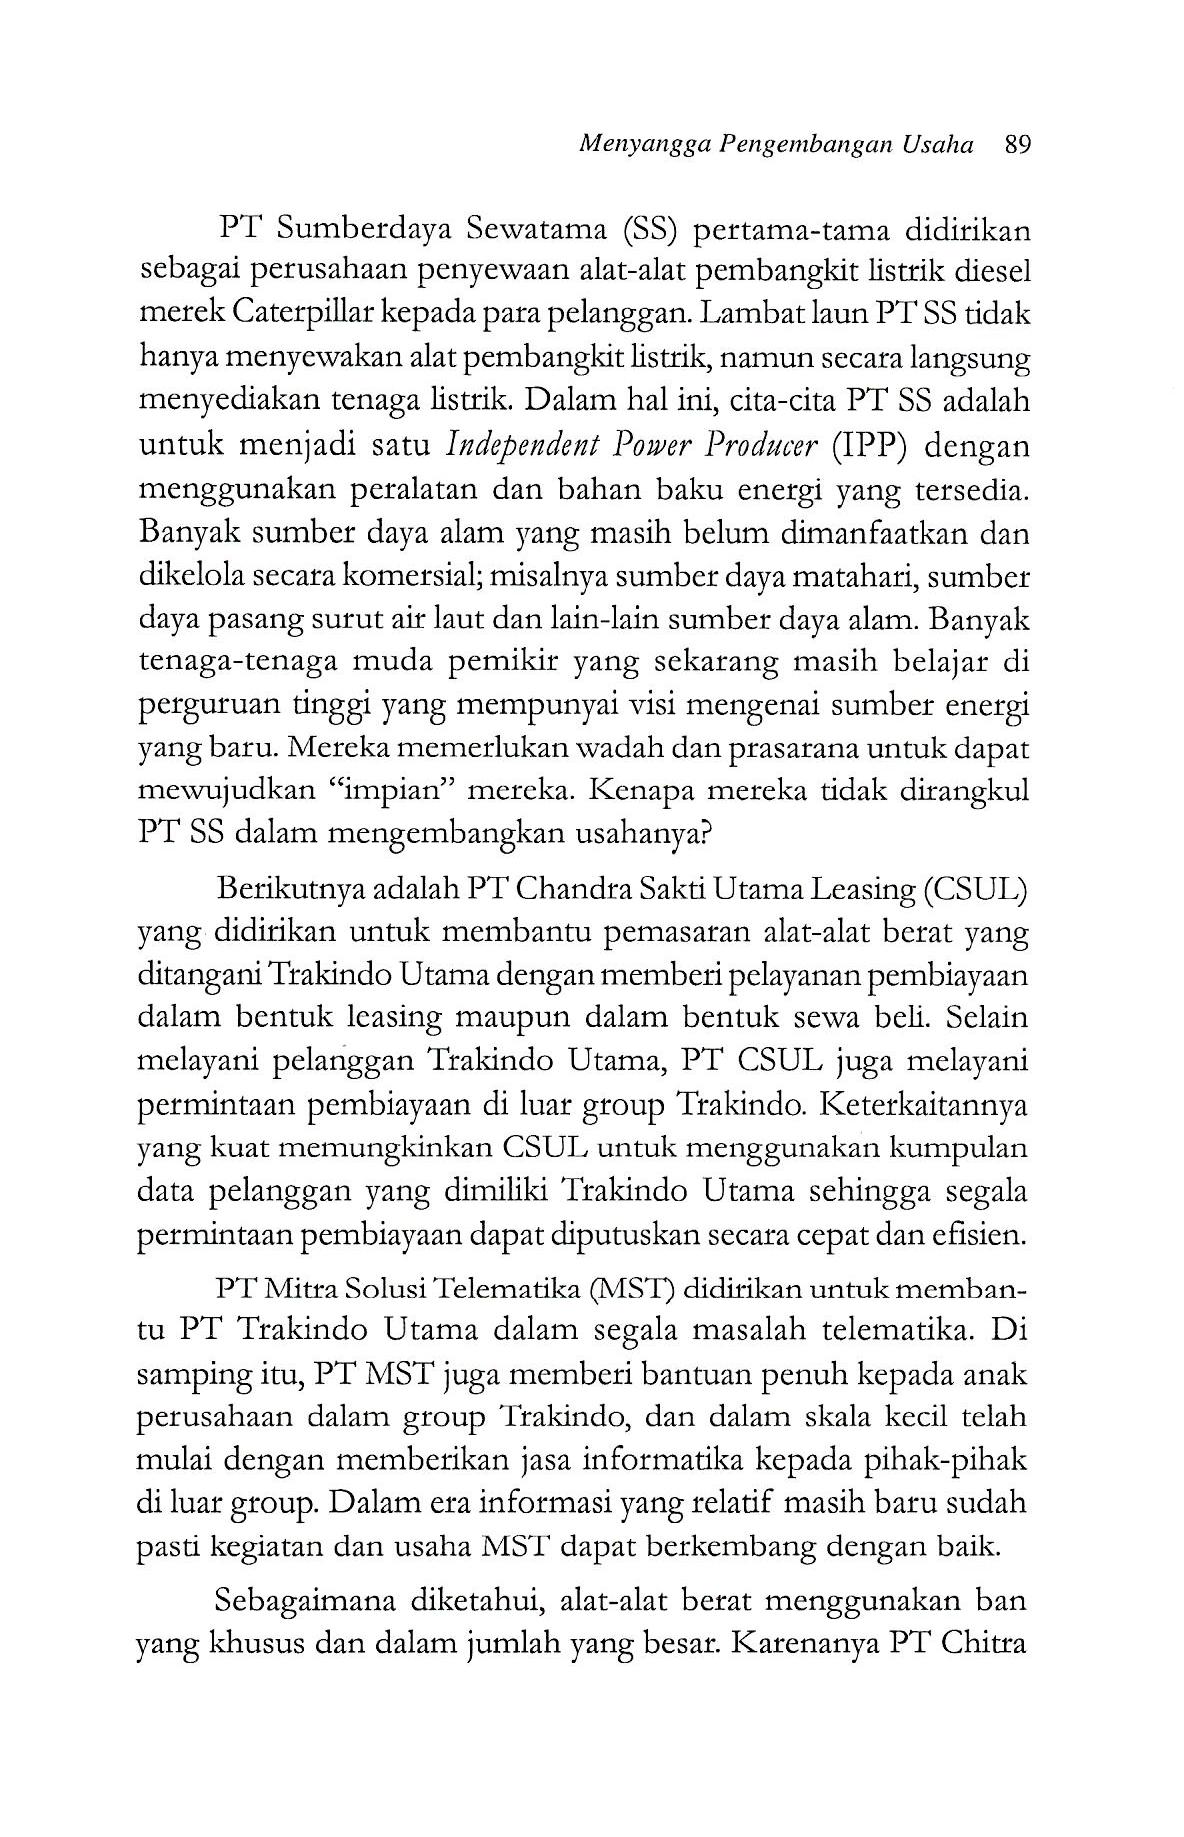 Menyangga Pengembangan Usaha 89
PT Sumberdaya Sewatama (SS) pertama-tama didirikan
sebagai perusahaan penyewaan alat-alat pembangkit listrik diesel
merek Caterpillar kepada para pelanggan. Lambat laun PT SS tidak
hanya menyewakan alat pembangkit listrik, namun secara langsung
menyediakan tenaga listrik. Dalam hal ini, cita-cita PT SS adalah
untuk menjadi satu Independent Power Producer (IPP) dengan
menggunakan peralatan dan bahan baku energi yang tersedia.
Banyak sumber daya alam yang masih belum dimanfaatkan dan
dikelola secara komersial; misalnya sumber daya matahari, sumber
daya pasang surut air laut dan lain-lain sumber daya alam. Banyak
tenaga-tenaga muda pemikir yang sekarang masih belajar di
perguruan tinggi yang mempunyai visi mengenai sumber energi
yang baru. Mereka memerlukan wadah dan prasarana untuk dapat
mewujudkan “impian” mereka. Kenapa mereka tidak dirangkul
PT SS dalam mengembangkan usahanya?
Berikutnya adalah PT Chandra Sakti Utama Leasing (CSUL)
yang didirikan untuk membantu pemasaran alat-alat berat yang
ditangani Trakindo Utama dengan memberi pelayanan pembiayaan
dalam bentuk leasing maupun dalam bentuk sewa beli. Selain
melayani pelanggan Trakindo Utama, PT CSUL juga melayani
permintaan pembiayaan di luar group Trakindo. Keterkaitannya
yang kuat memungkinkan CSUL untuk menggunakan kumpulan
data pelanggan yang dimiliki Trakindo Utama sehingga segala
permintaan pembiayaan dapat diputuskan secara cepat dan efisien.
PT Mitra Solusi Telematika (MST) didirikan untuk memban-
tu PT Trakindo Utama dalam segala masalah telematika. Di
samping itu, PT MST juga memberi bantuan penuh kepada anak
perusahaan dalam group Trakindo, dan dalam skala kecil telah
mulai dengan memberikan jasa informatika kepada pihak-pihak
di luar group. Dalam era informasi yang relatif masih baru sudah
pasti kegiatan dan usaha MST dapat berkembang dengan baik.
Sebagaimana diketahui, alat-alat berat menggunakan ban
yang khusus dan dalam jumlah yang besar. Karenanya PT Chitra